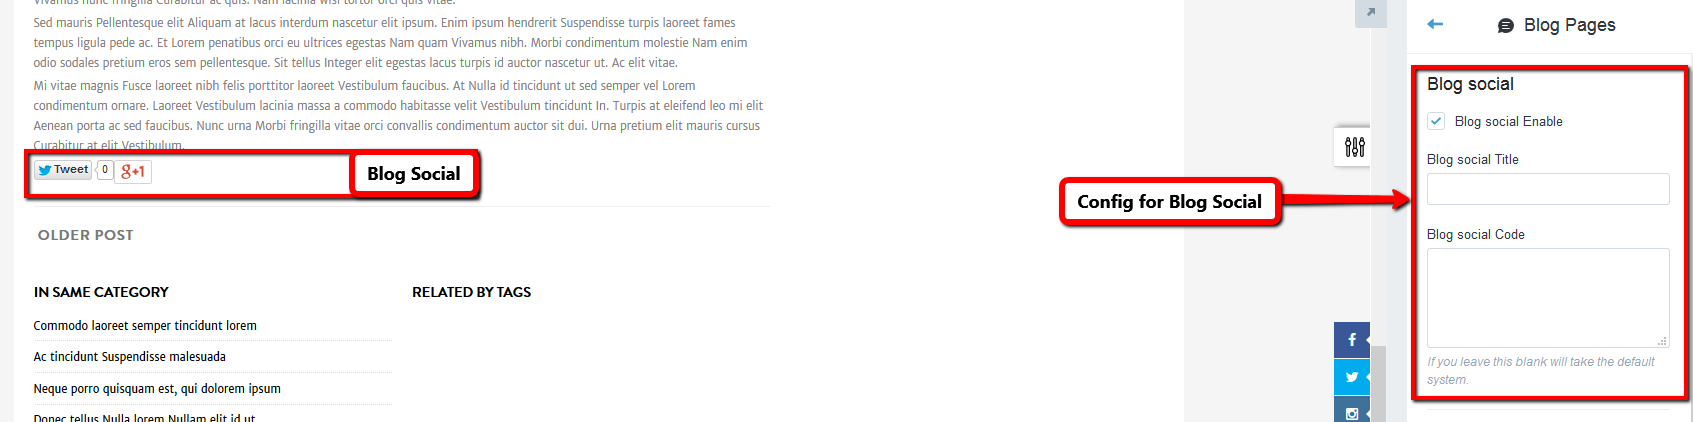 Vivamus nunc fringilla Curabitur ac quis. Nam lacinia wisi tortor orci quis vitae.
Sed mauris Pellentesque elit Aliquam at lacus interdum nascetur elit ipsum. Enim ipsum hendrerit Suspendisse turpis laoreet fames
tempus ligula pede ac. Et Lorem penatibus orci eu ultrices egestas Nam quam Vivamus nibh. Morbi condimentum molestie Nam enim
odio sodales pretium eros sem pellentesque. Sit tellus Integer elit egestas lacus turpis id auctor nascetur ut. Ac elit vitae.
Mi vitae magnis Fusce laoreet nibh felis porttitor laoreet Vestibulum faucibus. At Nulla id tincidunt ut sed semper vel Lorem
condimentum ornare. Laoreet Vestibulum lacinia massa a commodo habitasse velit Vestibulum tincidunt In. Turpis at eleifend leo mi elit
Aenean porta ac sed faucibus. Nunc urna Morbi fringilla vitae orci convallis condimentum auctor sit dui. Urna pretium elit mauris cursus
Curabitur at elit Vestibulum.
Tweet 0 g+1
Blog Social
OLDER POST
IN SAME CATEGORY
Commodo laoreet semper tincidunt lorem
Ac tincidunt Suspendisse malesuada
Neque porro quisquam est, qui dolorem ipsum
Donec tellus Nulla lorem Nullam elit id ut
RELATED BY TAGS
Config for Blog Social
Blog Pages
Blog social
Blog social Enable
Blog social Title
Blog social Code
If you leave this blank will take the default
system.